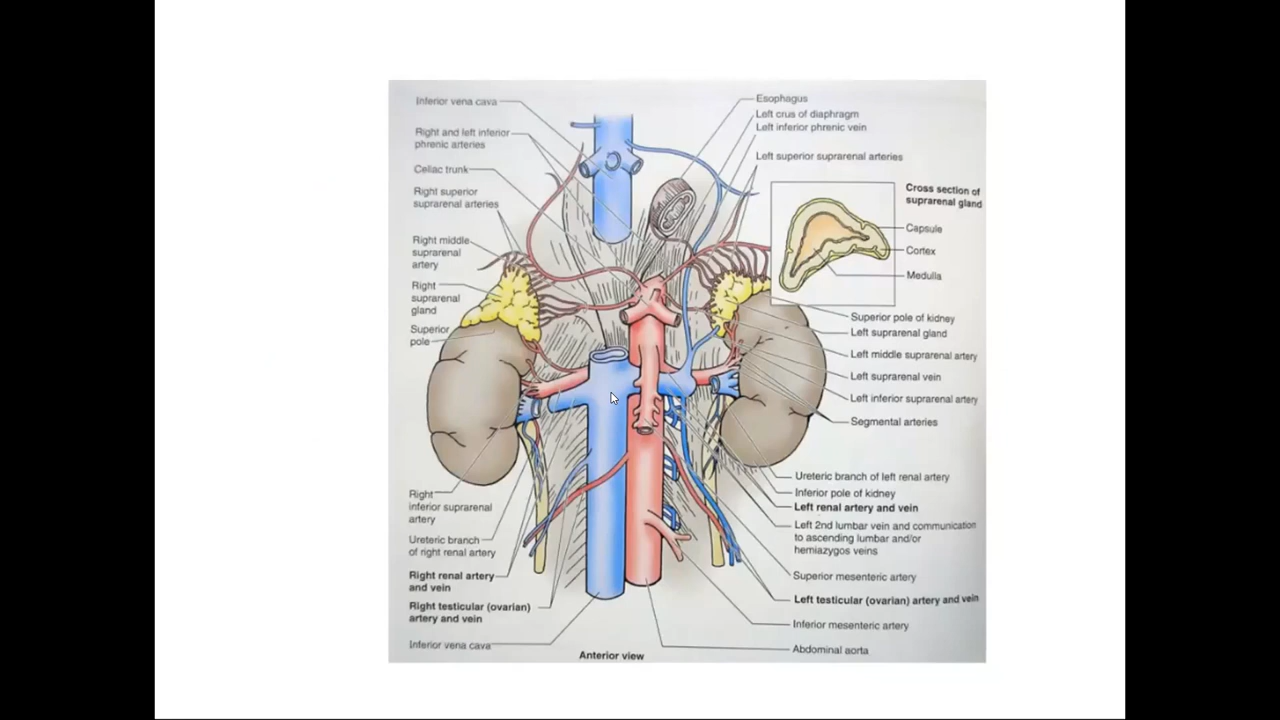 Inferior vena cava
Right and left inferior
phrenic arteries
Celiac trunk
Right superior
suprarenal arteries
Right middle
suprarenal
artery
Right
suprarenal
gland
Superior
pole
Right
inferior suprarenal
artery
Ureteric branch
of right renal artery
Right renal artery
and vein
Right testicular (ovarian)
artery and vein
Inferior vena cava
Esophagus
Left crus of diaphragm
Left inferior phrenic vein
Left superior suprarenal arteries
Cross section of
suprarenal gland
Capsule
Cortex
Medulla
Superior pole of kidney
Left suprarenal gland
Left middle suprarenal artery
Left suprarenal vein
Left inferior suprarenal artery
Segmental arteries
Ureteric branch of left renal artery
Inferior pole of kidney
Left renal artery and vein
Left 2nd lumbar vein and communication
to ascending lumbar and/or
hemiazygos veins
Superior mesenteric artery
Left testicular (ovarian) artery and vein
Inferior mesenteric artery
Abdominal aorta
Anterior view